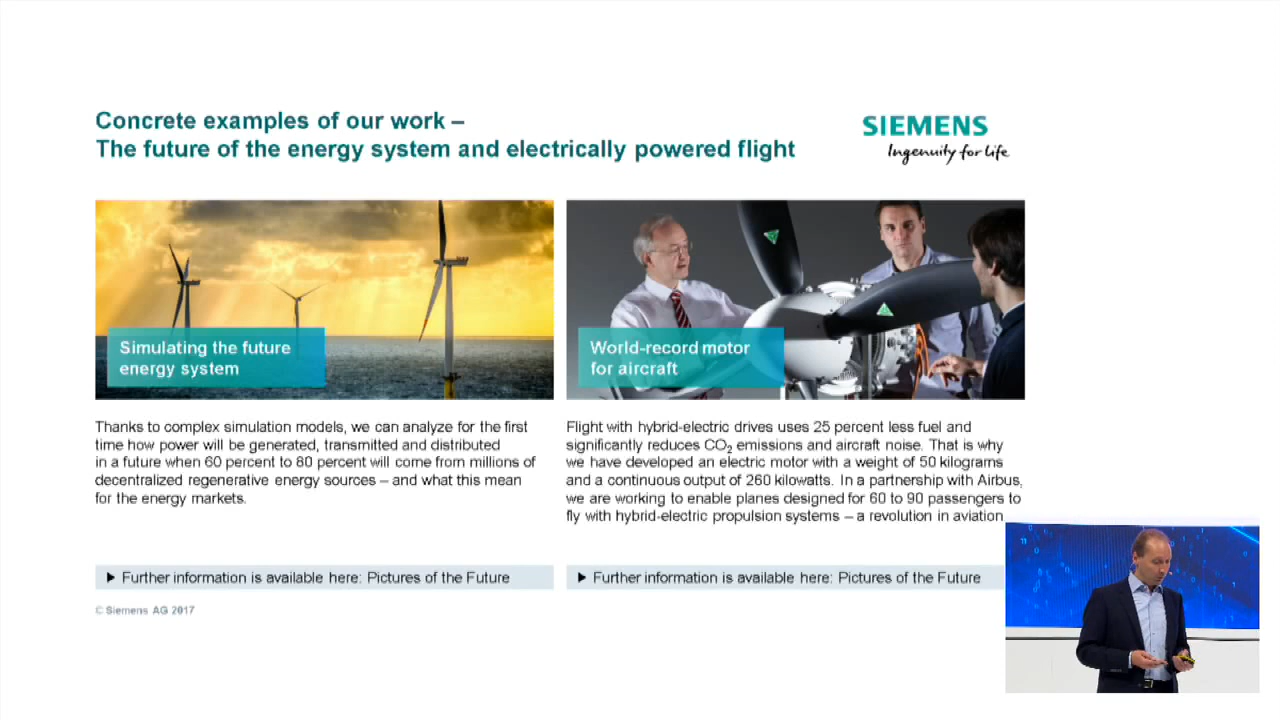 Concrete examples of our work –
The future of the energy system and electrically powered flight
SIEMENS
Ingenuity for life
Simulating the future
energy system
World-record motor
for aircraft
Thanks to complex simulation models, we can analyze for the first
time how power will be generated, transmitted and distributed
in a future when 60 percent to 80 percent will come from millions of
decentralized regenerative energy sources – and what this mean
for the energy markets.
Flight with hybrid-electric drives uses 25 percent less fuel and
significantly reduces CO₂ emissions and aircraft noise. That is why
we have developed an electric motor with a weight of 50 kilograms
and a continuous output of 260 kilowatts. In a partnership with Airbus,
we are working to enable planes designed for 60 to 90 passengers to
fly with hybrid-electric propulsion systems – a revolution in aviation
▶ Further information is available here: Pictures of the Future
▶ Further information is available here: Pictures of the Future
© Siemens AG 2017